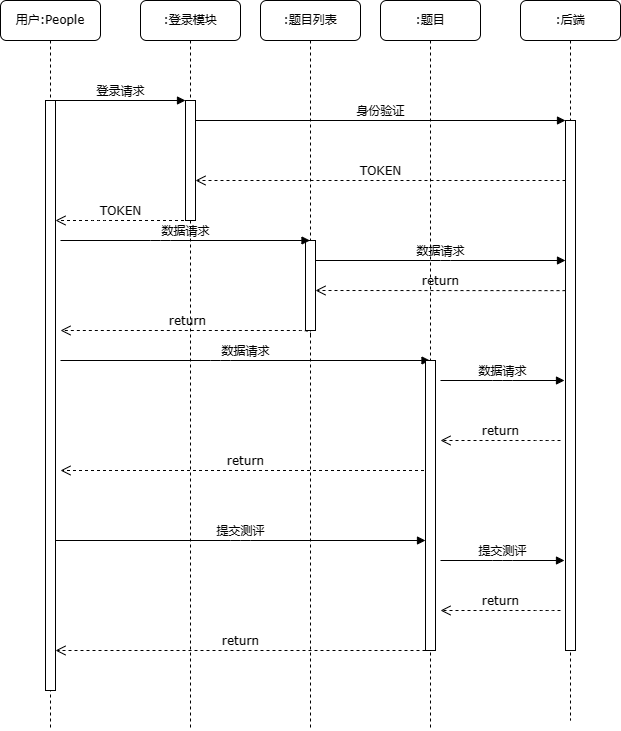 用户:People
:登录模块
:题目列表
:题目
:后端
登录请求
身份验证
TOKEN
TOKEN
数据请求
数据请求
return
return
数据请求
数据请求
return
return
提交测评
提交测评
return
return